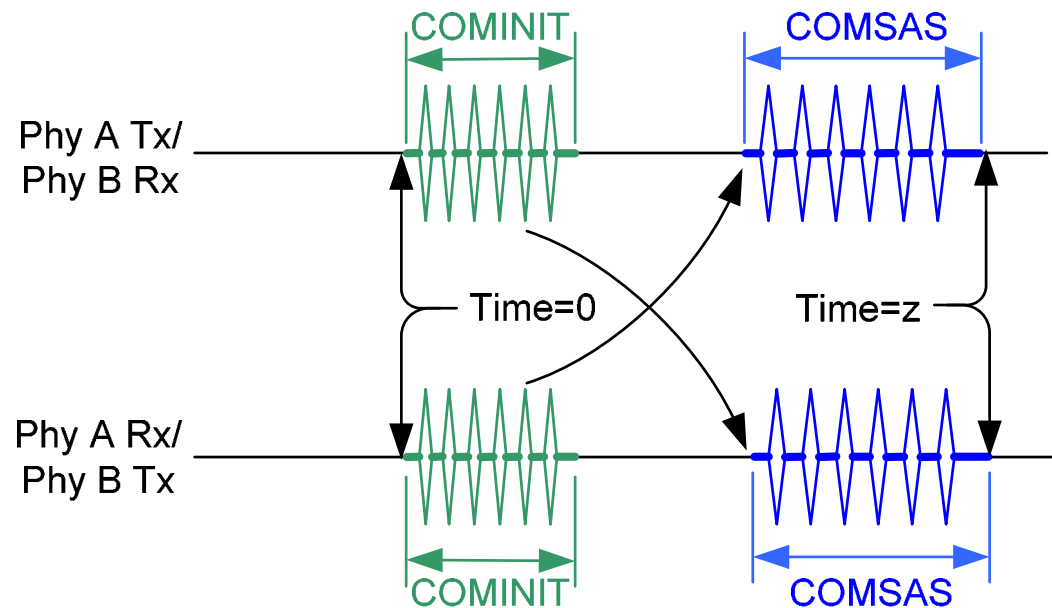 COMINIT
COMSAS
Phy A Tx/
Phy B Rx
Time=0
Time=z
Phy A Rx/
Phy B Tx
COMINIT
COMSAS